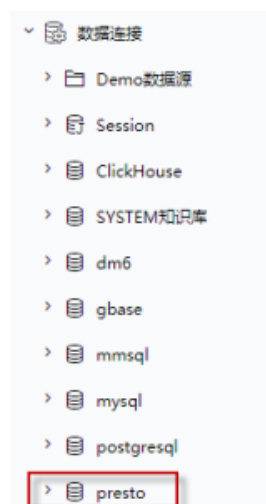 数据连接
Demo数据源
Session
ClickHouse
SYSTEM知识库
dm6
gbase
mmsql
mysql
postgresql
presto